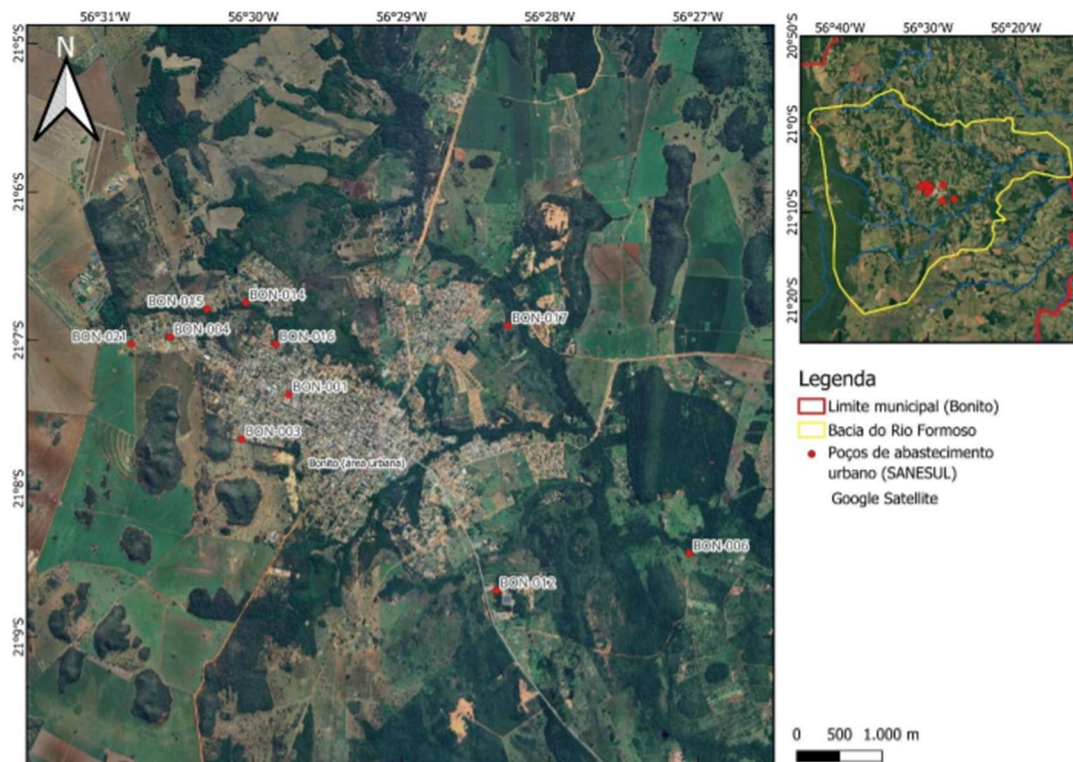 56°31'W 56°30'W 56°29'W 56°28'W 56°27'W
21°5'S
21°6'S
21°7'S
21°8'S
21°9'S
N
BON-015
BON-014
BON-021
BON-004
BON-016
BON-017
BON-001
BON-003
Bonito (área urbana)
BON-006
BON-012
56°40'W 56°30'W 56°20'W
20°50'S
21°0'S
21°10'S
21°20'S
Legenda
Limite municipal (Bonito)
Bacia do Rio Formoso
Poços de abastecimento
urbano (SANESUL)
Google Satellite
0 500 1.000 m